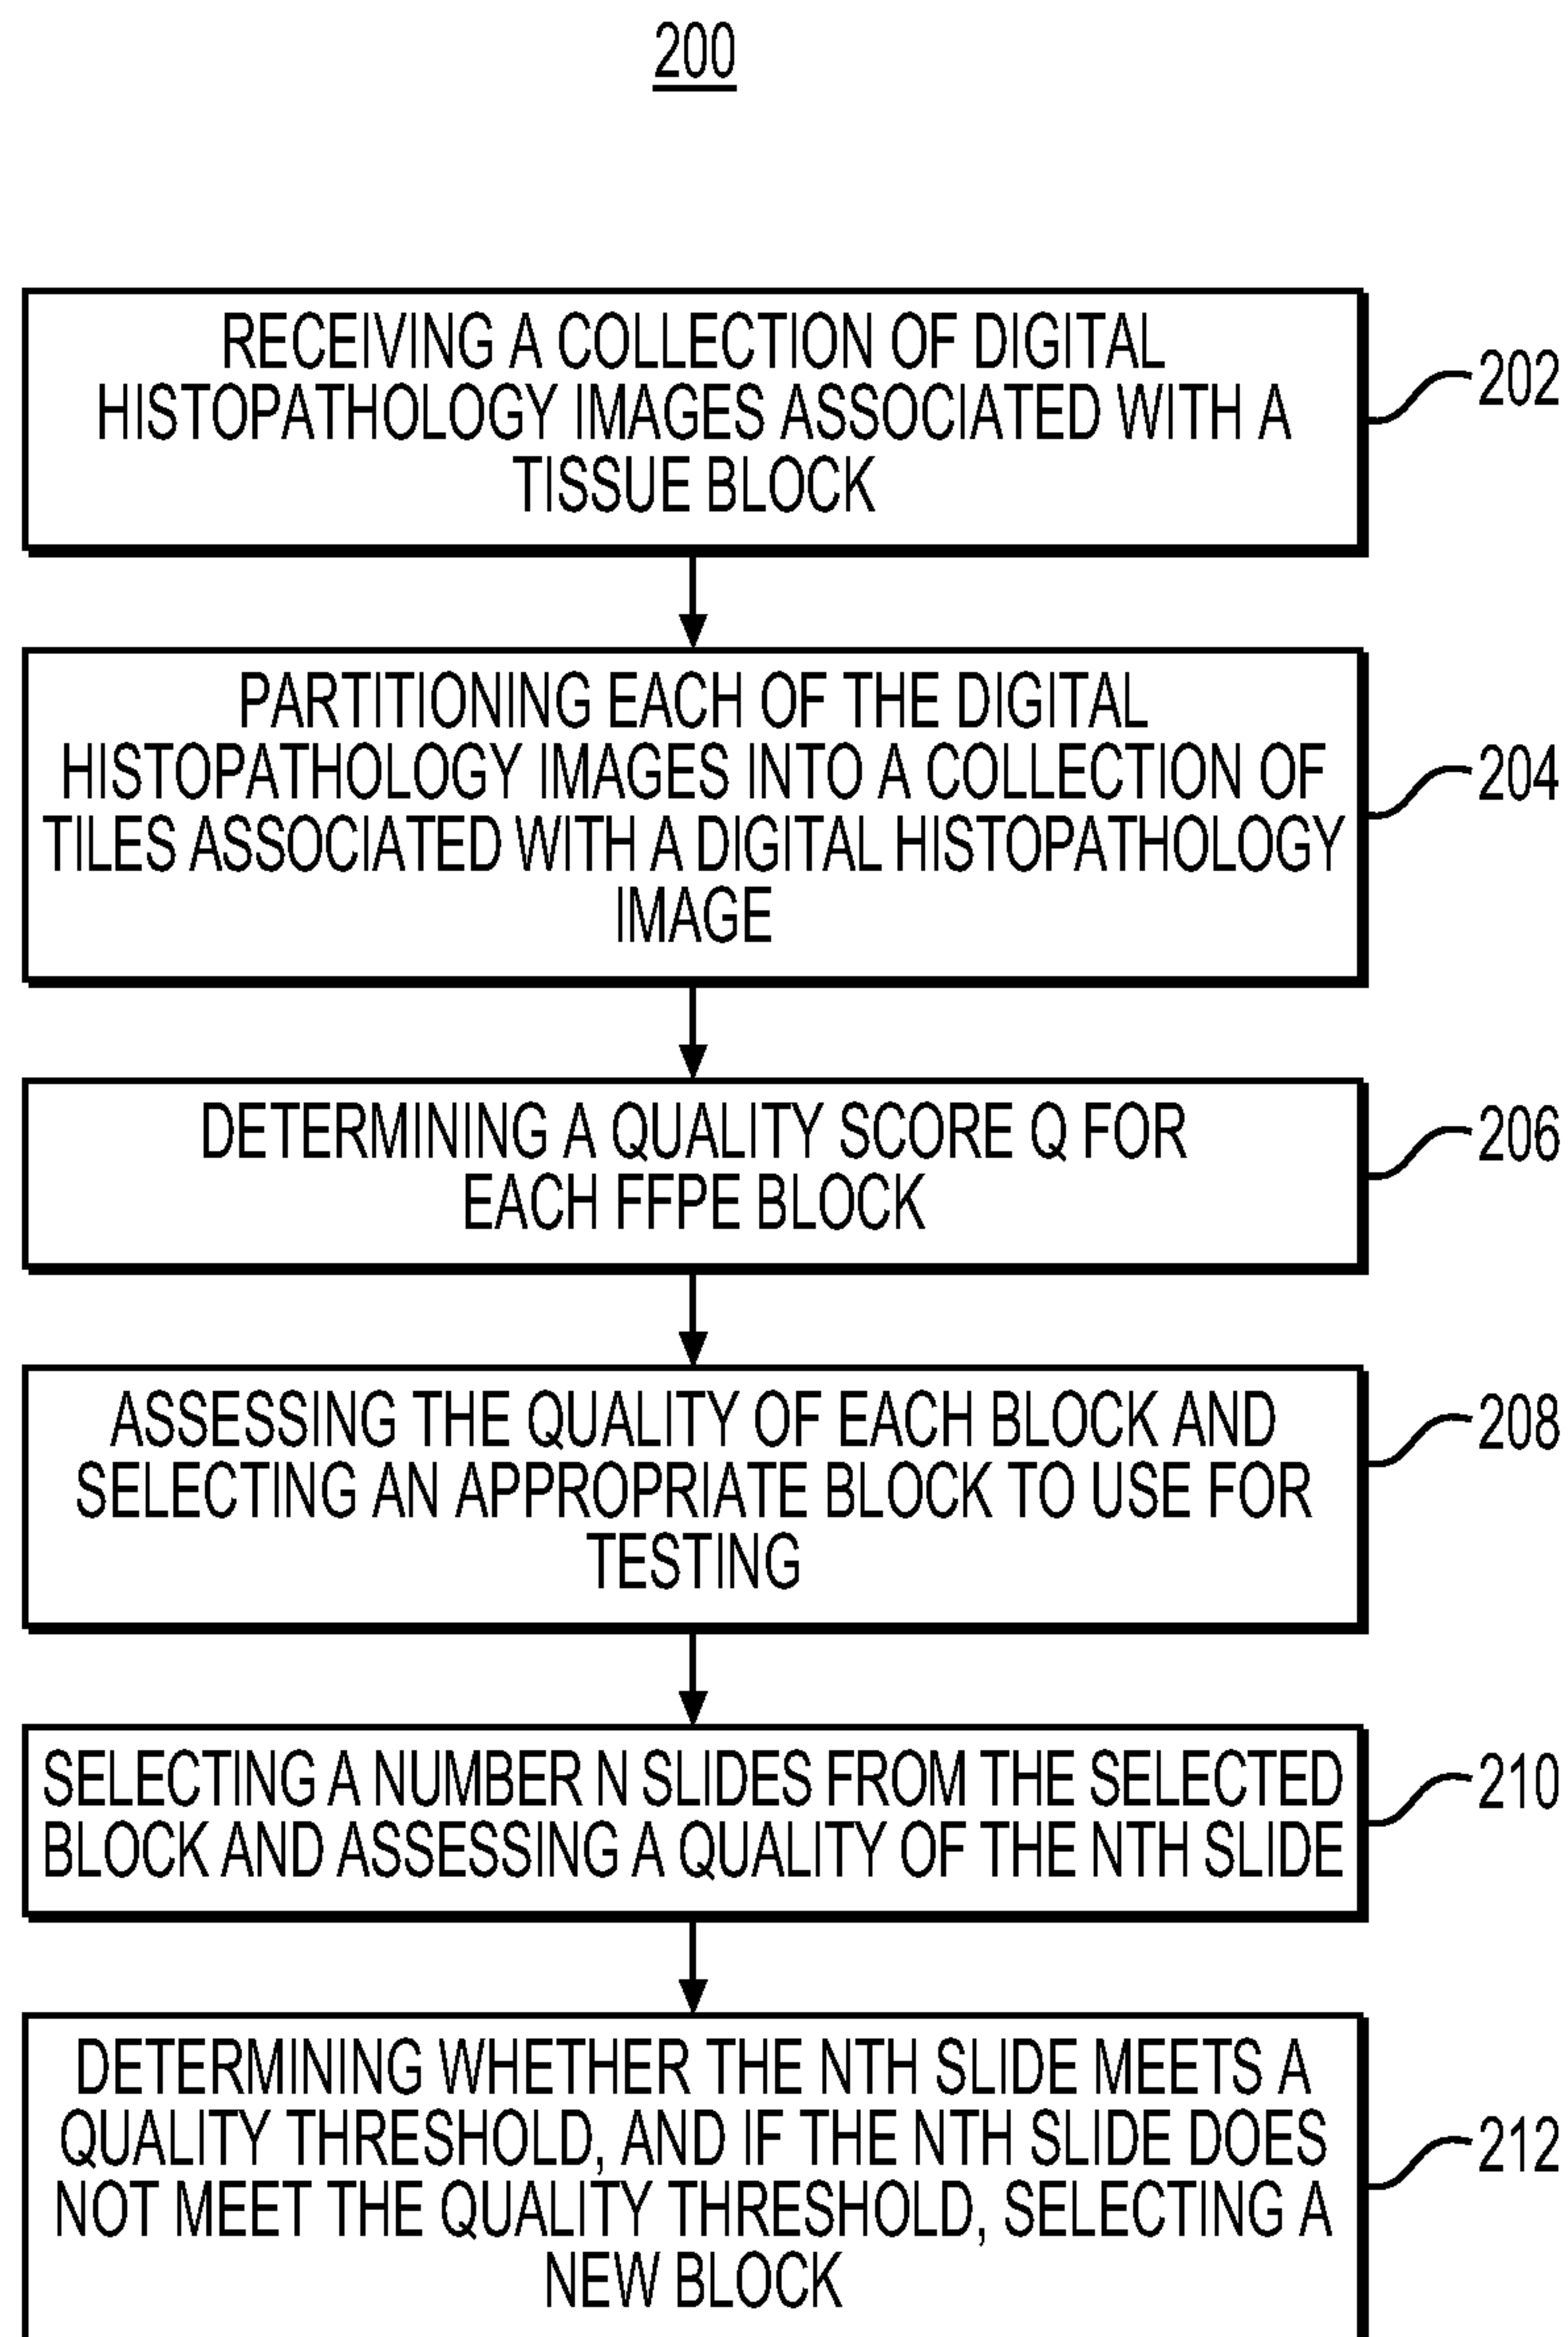 200
RECEIVING A COLLECTION OF DIGITAL
HISTOPATHOLOGY IMAGES ASSOCIATED WITH A
TISSUE BLOCK
202
PARTITIONING EACH OF THE DIGITAL
HISTOPATHOLOGY IMAGES INTO A COLLECTION OF
TILES ASSOCIATED WITH A DIGITAL HISTOPATHOLOGY
IMAGE
204
DETERMINING A QUALITY SCORE Q FOR
EACH FFPE BLOCK
206
ASSESSING THE QUALITY OF EACH BLOCK AND
SELECTING AN APPROPRIATE BLOCK TO USE FOR
TESTING
208
SELECTING A NUMBER N SLIDES FROM THE SELECTED
BLOCK AND ASSESSING A QUALITY OF THE NTH SLIDE
210
DETERMINING WHETHER THE NTH SLIDE MEETS A
QUALITY THRESHOLD, AND IF THE NTH SLIDE DOES
NOT MEET THE QUALITY THRESHOLD, SELECTING A
NEW BLOCK
212